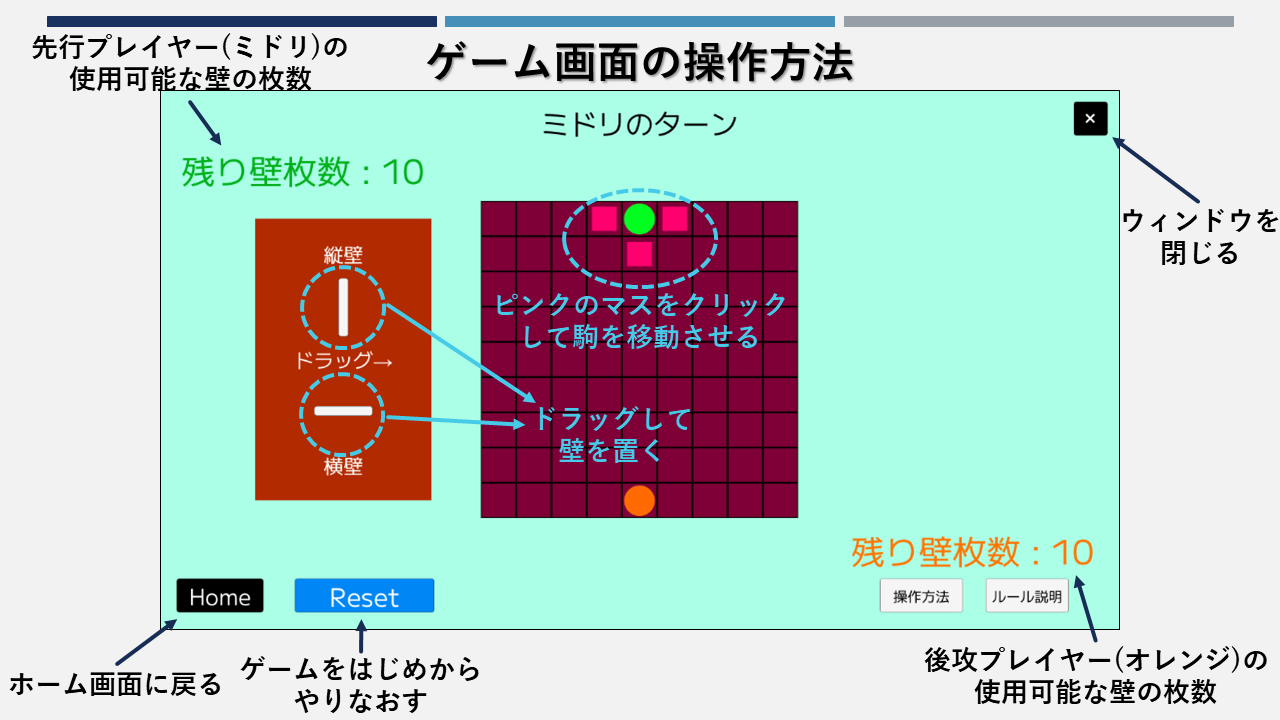 先行プレイヤー(ミドリ)の
使用可能な壁の枚数
ゲーム画面の操作方法
ミドリのターン
×
残り壁枚数：10
ウィンドウを
閉じる
縦壁
ドラッグ→
横壁
ピンクのマスをクリック
して駒を移動させる
ドラッグして
壁を置く
残り壁枚数：10
Home
Reset
操作方法
ルール説明
ホーム画面に戻る
ゲームをはじめから
やりなおす
後攻プレイヤー(オレンジ)の
使用可能な壁の枚数